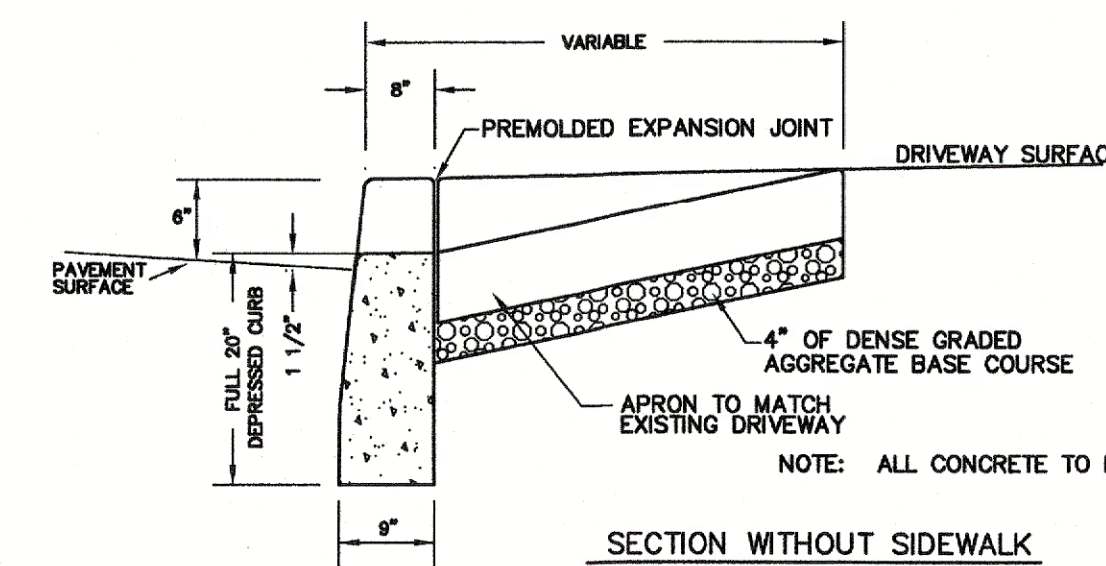 VARIABLE
8"
PREMOLDED EXPANSION JOINT
DRIVEWAY SURFAC
6"
PAVEMENT
SURFACE
FULL 20"
DEPRESSED CURB
1 1/2"
4" OF DENSE GRADED
AGGREGATE BASE COURSE
APRON TO MATCH
EXISTING DRIVEWAY
NOTE: ALL CONCRETE TO
9"
SECTION WITHOUT SIDEWALK